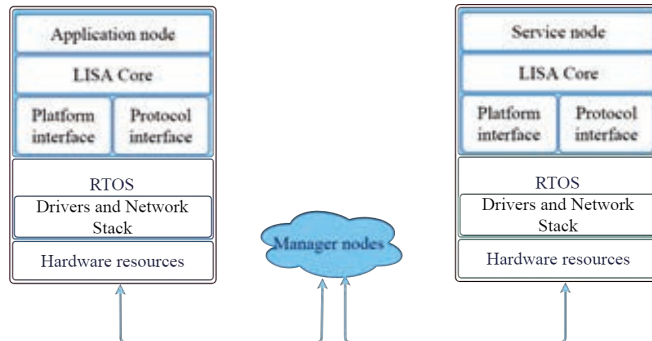 Application node
LISA Core
Platform
interface
Protocol
interface
RTOS
Drivers and Network
Stack
Hardware resources
Manager nodes
Service node
LISA Core
Platform
interface
Protocol
interface
RTOS
Drivers and Network
Stack
Hardware resources